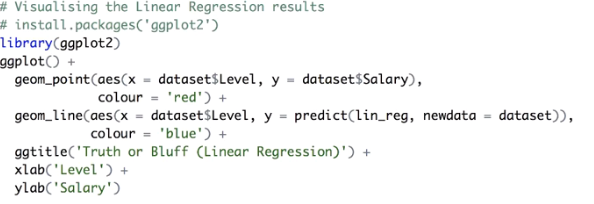 # Visualising the Linear Regression results
# install.packages('ggplot2')
library(ggplot2)
ggplot() +
  geom_point(aes(x = dataset$Level, y = dataset$Salary),
             colour = 'red') +
  geom_line(aes(x = dataset$Level, y = predict(lin_reg, newdata = dataset)),
            colour = 'blue') +
  ggtitle('Truth or Bluff (Linear Regression)') +
  xlab('Level') +
  ylab('Salary')